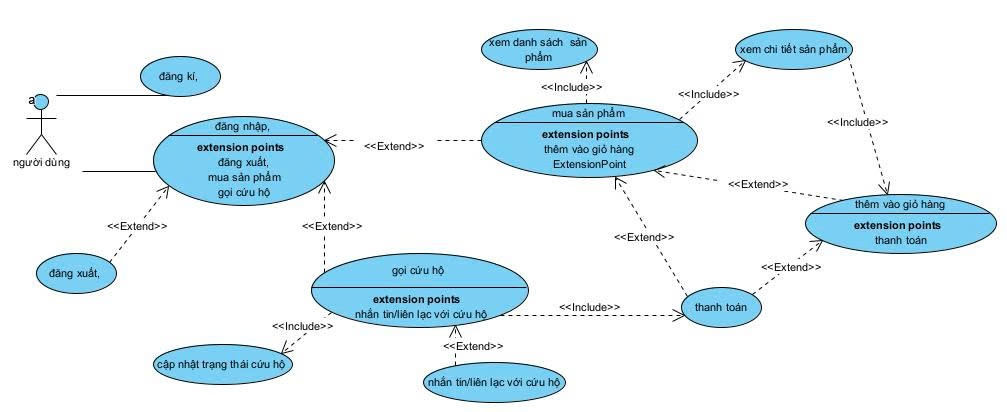 xem danh sách sản
phẩm
xem chi tiết sản phẩm
đăng kí,
<<Include>>
<<Include>>
a
mua sản phẩm
extension points
thêm vào giỏ hàng
ExtensionPoint
<<Include>>
đăng nhập,
extension points
đăng xuất,
mua sản phẩm
gọi cứu hộ
<<Extend>>
người dùng
<<Extend>>
thêm vào giỏ hàng
extension points
thanh toán
<<Extend>>
<<Extend>>
<<Extend>>
<<Extend>>
đăng xuất,
gọi cứu hộ
extension points
nhắn tin/liên lạc với cứu hộ
<<Include>>
thanh toán
<<Include>>
<<Extend>>
cập nhật trạng thái cứu hộ
nhắn tin/liên lạc với cứu hộ